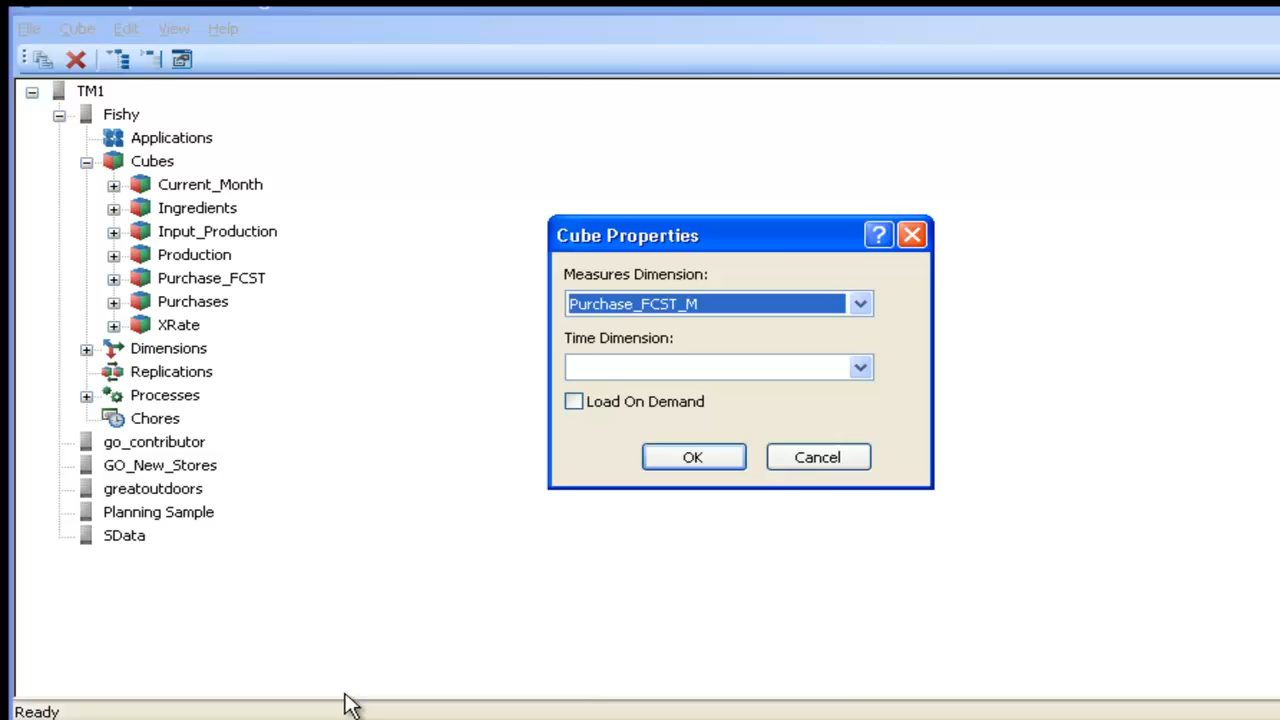 File Cube Edit View Help
TM1
Fishy
Applications
Cubes
Current_Month
Ingredients
Input_Production
Production
Purchase_FCST
Purchases
XRate
Dimensions
Replications
Processes
Chores
go_contributor
GO_New_Stores
greatoutdoors
Planning Sample
SData
Cube Properties
Measures Dimension:
Purchase_FCST_M
Time Dimension:
Load On Demand
OK Cancel
Ready